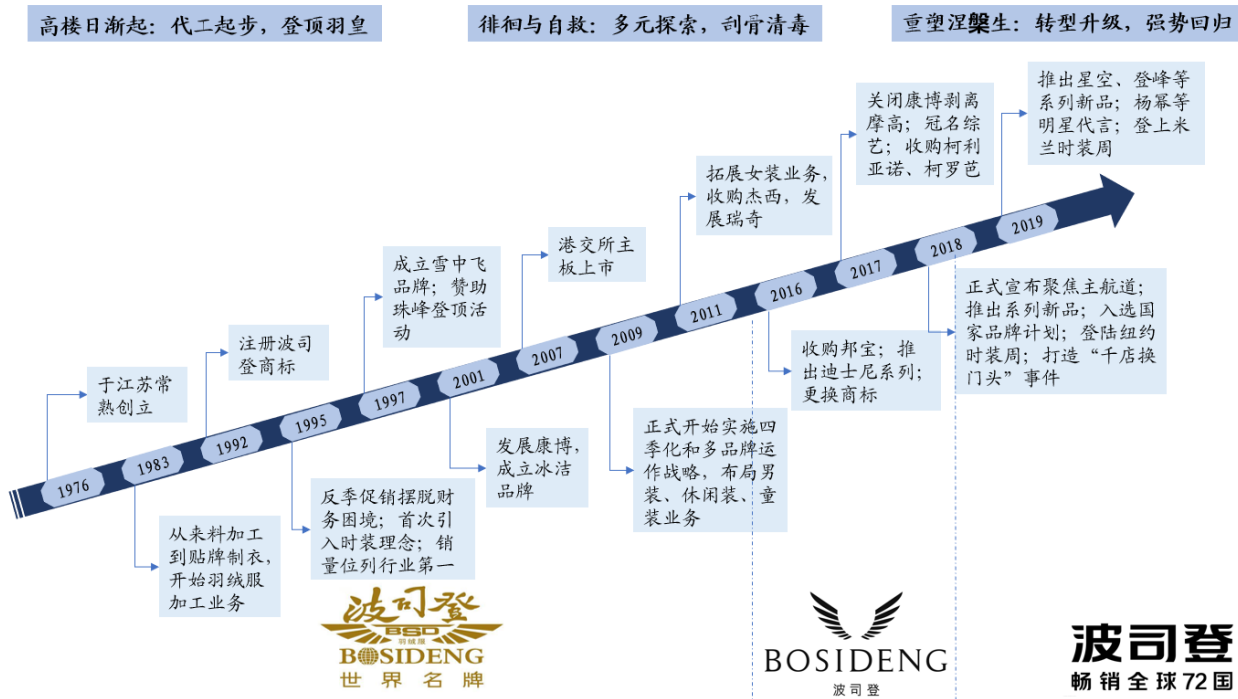 高楼日渐起：代工起步，登顶羽皇
徘徊与自救：多元探索，刮骨清毒
重塑涅槃生：转型升级，强势回归
推出星空、登峰等
系列新品；杨幂等
明星代言；登上米
兰时装周
关闭康博剥离
摩高；冠名综
艺；收购柯利
亚诺、柯罗芭
拓展女装业务，
收购杰西，发
展瑞奇
港交所主
板上市
成立雪中飞
品牌；赞助
珠峰登顶活
动
注册波司
登商标
于江苏常
熟创立
1976
1983
1992
1995
1997
2001
2007
2009
2011
2016
2017
2018
2019
从来料加工
到贴牌制衣，
开始羽绒服
加工业务
反季促销摆脱财
务困境；首次引
入时装理念；销
量位列行业第一
发展康博，
成立冰洁
品牌
正式开始实施四
季化和多品牌运
作战略，布局男
装、休闲装、童
装业务
收购邦宝；推
出迪士尼系列；
更换商标
正式宣布聚焦主航道；
推出系列新品；入选国
家品牌计划；登陆纽约
时装周；打造“千店换
门头”事件
波司登
BSD
羽绒服
BOSIDENG
世界名牌
BOSIDENG
波司登
波司登
畅销全球72国